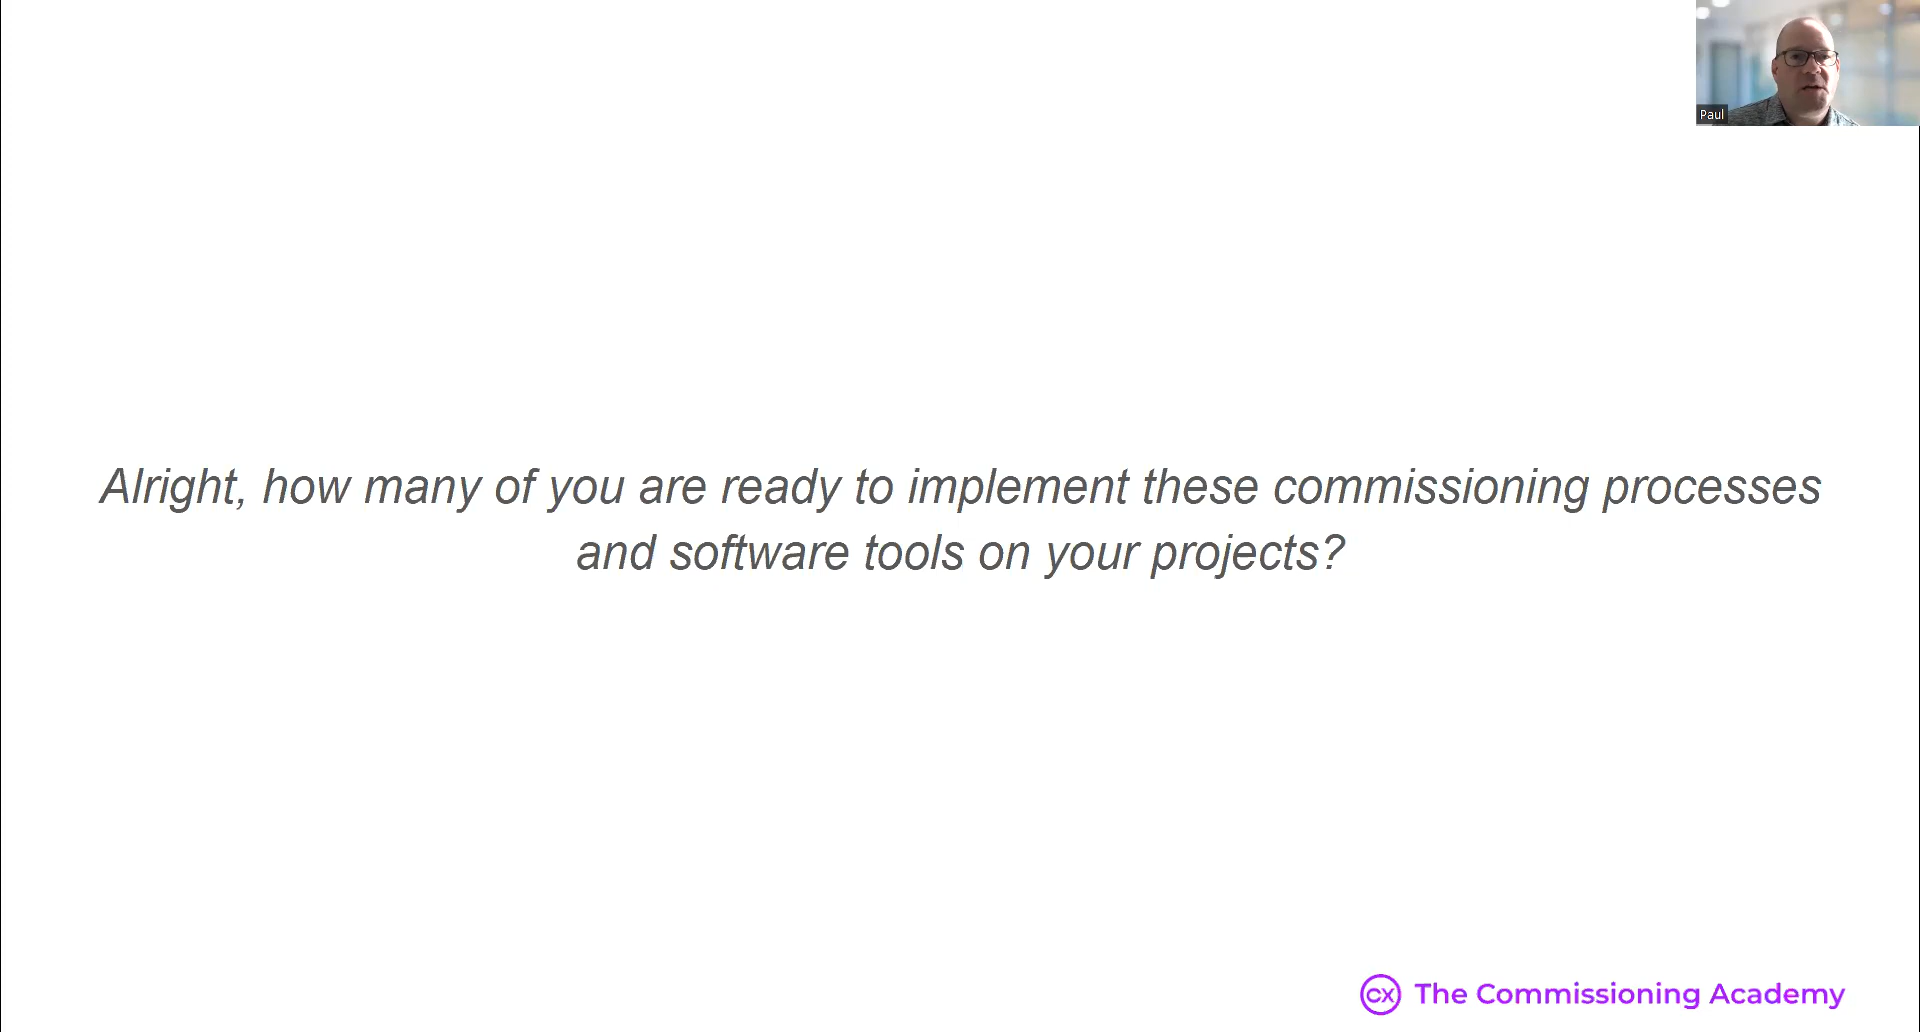 Paul
Alright, how many of you are ready to implement these commissioning processes
and software tools on your projects?
CX The Commissioning Academy